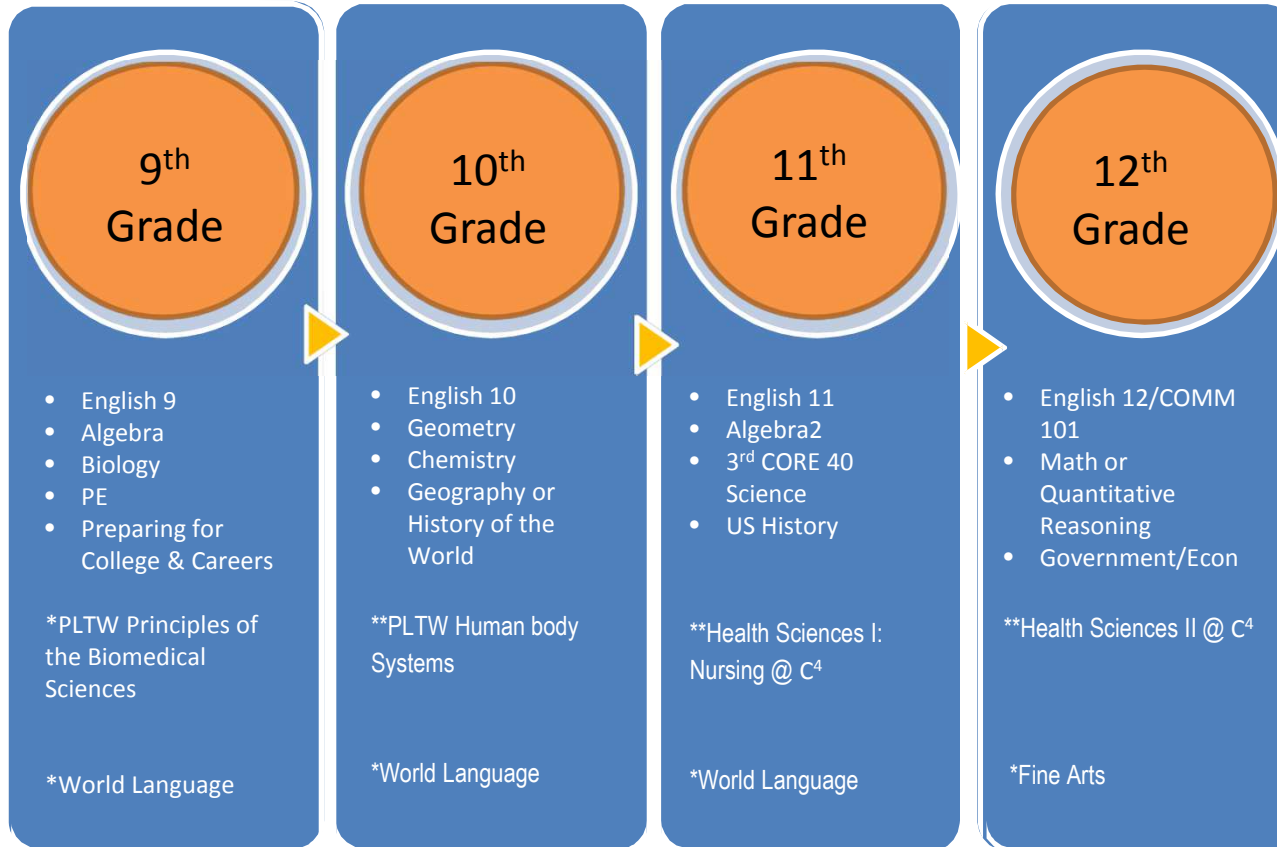 9th
Grade
• English 9
• Algebra
• Biology
• PE
• Preparing for
College & Careers
*PLTW Principles of
the Biomedical
Sciences
*World Language
10th
Grade
• English 10
• Geometry
• Chemistry
• Geography or
History of the
World
**PLTW Human body
Systems
*World Language
11th
Grade
• English 11
• Algebra2
• 3rd CORE 40
Science
• US History
**Health Sciences I:
Nursing @ C4
*World Language
12th
Grade
• English 12/COMM
101
• Math or
Quantitative
Reasoning
• Government/Econ
**Health Sciences II @ C4
*Fine Arts